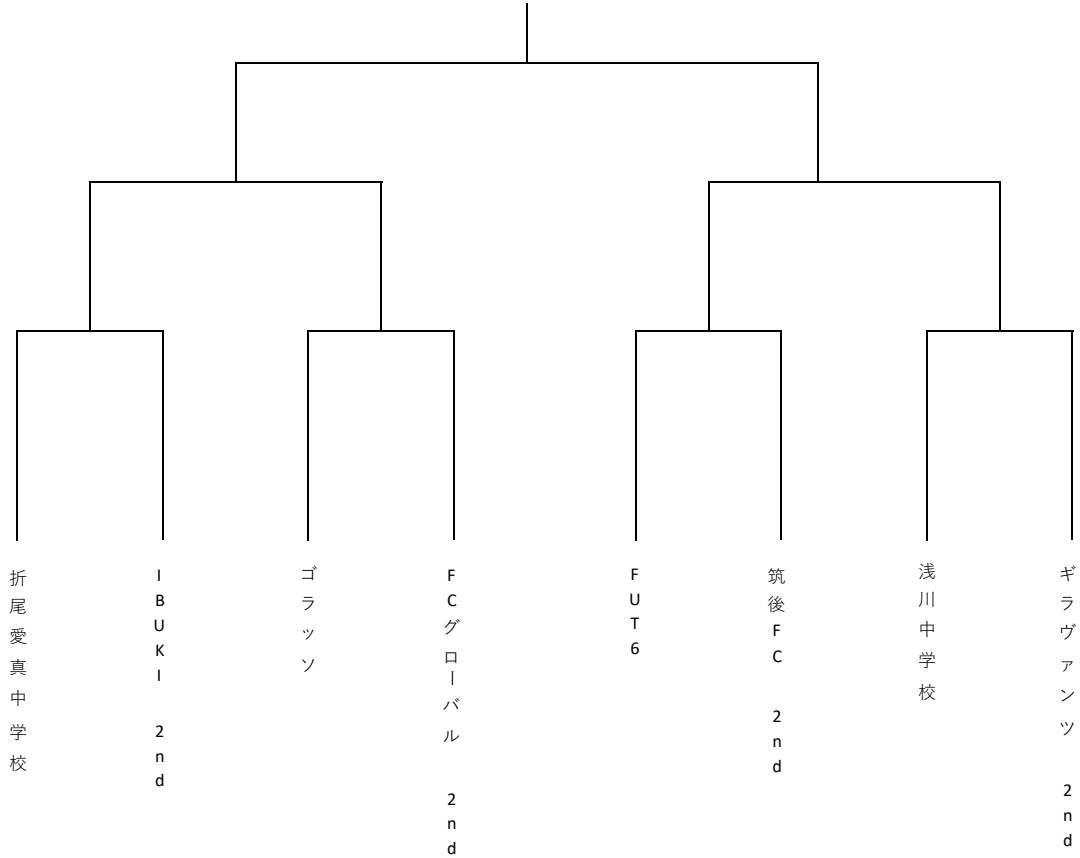 折尾愛真中学校
IBUKI 2nd
ゴラッソ
FCグローバル 2nd
FUT6
筑後FC 2nd
浅川中学校
ギラヴァンツ 2nd